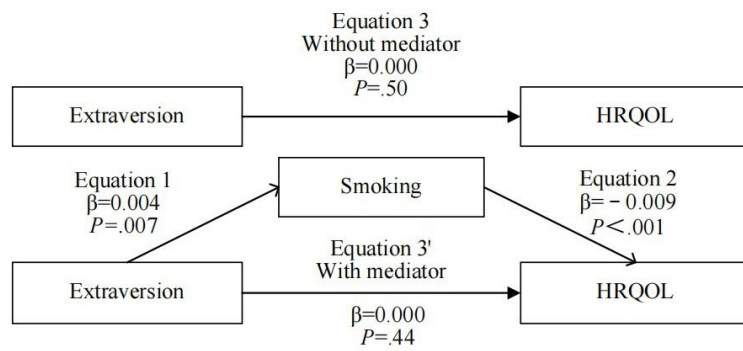 Equation 3
Without mediator
β=0.000
P=.50
Extraversion
HRQOL
Equation 1
β=0.004
P=.007
Smoking
Equation 2
β=－0.009
P＜.001
Equation 3'
With mediator
Extraversion
HRQOL
β=0.000
P=.44